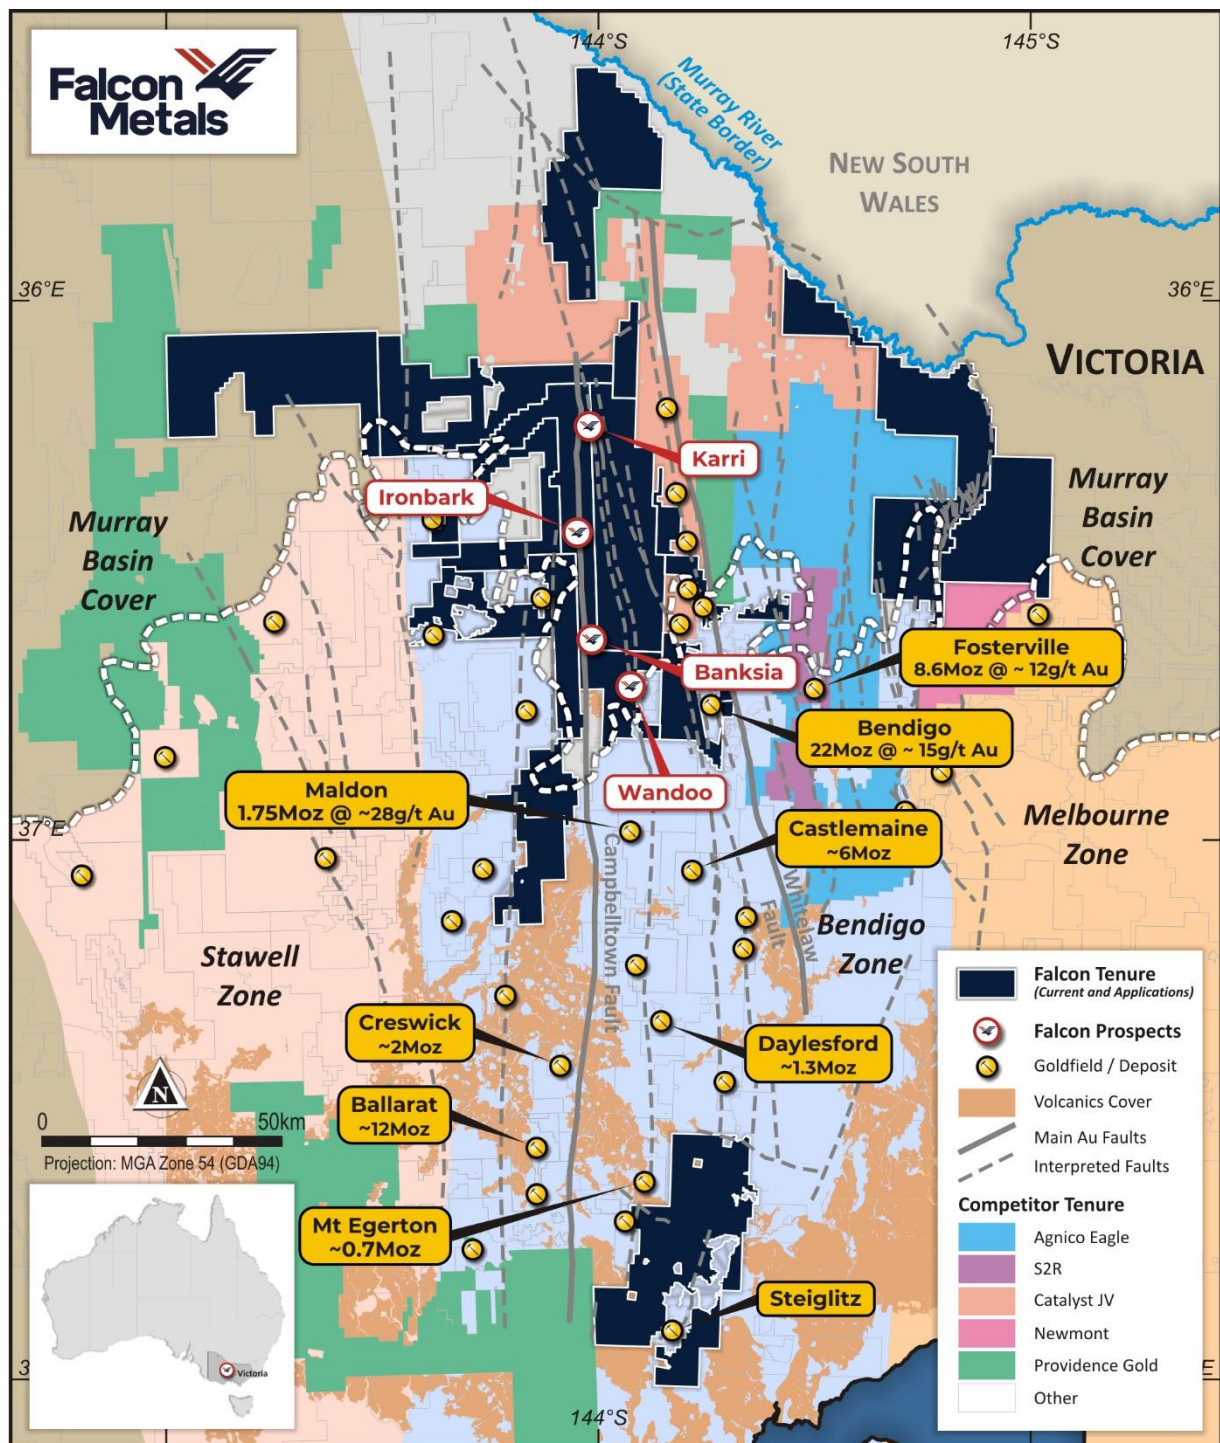 Falcon
Metals
144°S
145°S
Murray River
(State Border)
NEW SOUTH
WALES
36°E
36°E
VICTORIA
Karri
Ironbark
Murray
Basin
Cover
Murray
Basin
Cover
Fosterville
8.6Moz @ ~ 12g/t Au
Banksia
Bendigo
22Moz @ ~ 15g/t Au
Maldon
1.75Moz @ ~28g/t Au
Wandoo
37°E
Castlemaine
~6Moz
Melbourne
Zone
Campbelltown Fault
Whitelaw
Fault
Stawell
Zone
Bendigo
Zone
Creswick
~2Moz
Daylesford
~1.3Moz
Ballarat
~12Moz
Mt Egerton
~0.7Moz
Steiglitz
N
0
50km
Projection: MGA Zone 54 (GDA94)
Victoria
144°S
Falcon Tenure
(Current and Applications)
Falcon Prospects
Goldfield / Deposit
Volcanics Cover
Main Au Faults
Interpreted Faults
Competitor Tenure
Agnico Eagle
S2R
Catalyst JV
Newmont
Providence Gold
Other